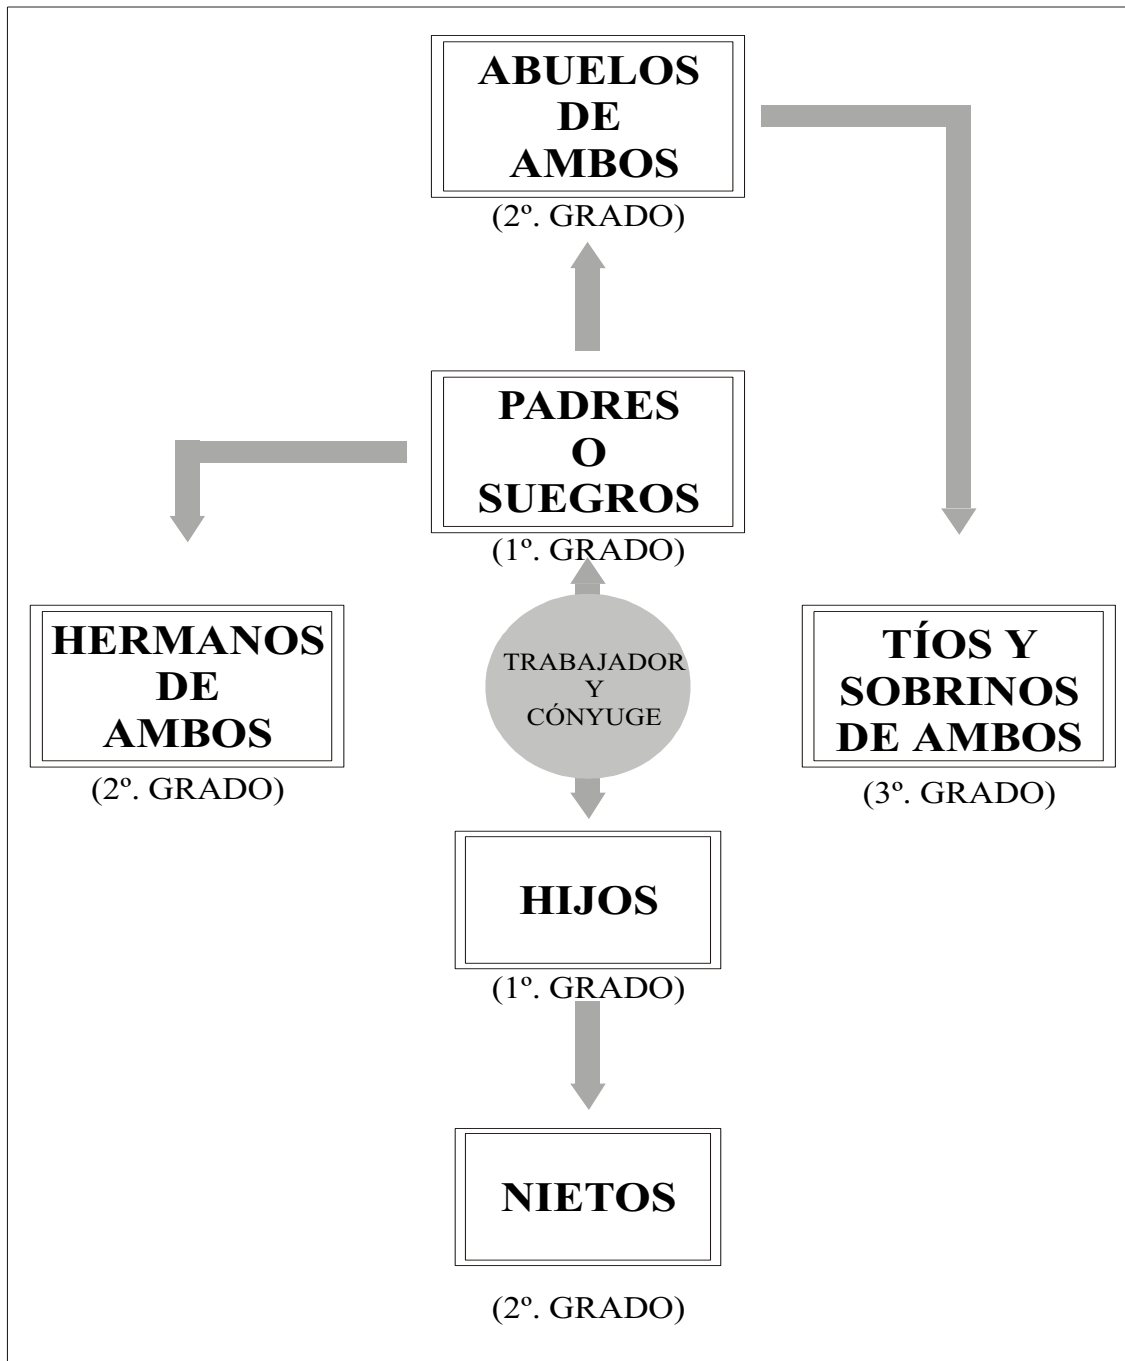 ABUELOS
DE
AMBOS
(2º. GRADO)
PADRES
O
SUEGROS
(1º. GRADO)
HERMANOS
DE
AMBOS
(2º. GRADO)
TRABAJADOR
Y
CÓNYUGE
TÍOS Y
SOBRINOS
DE AMBOS
(3º. GRADO)
HIJOS
(1º. GRADO)
NIETOS
(2º. GRADO)